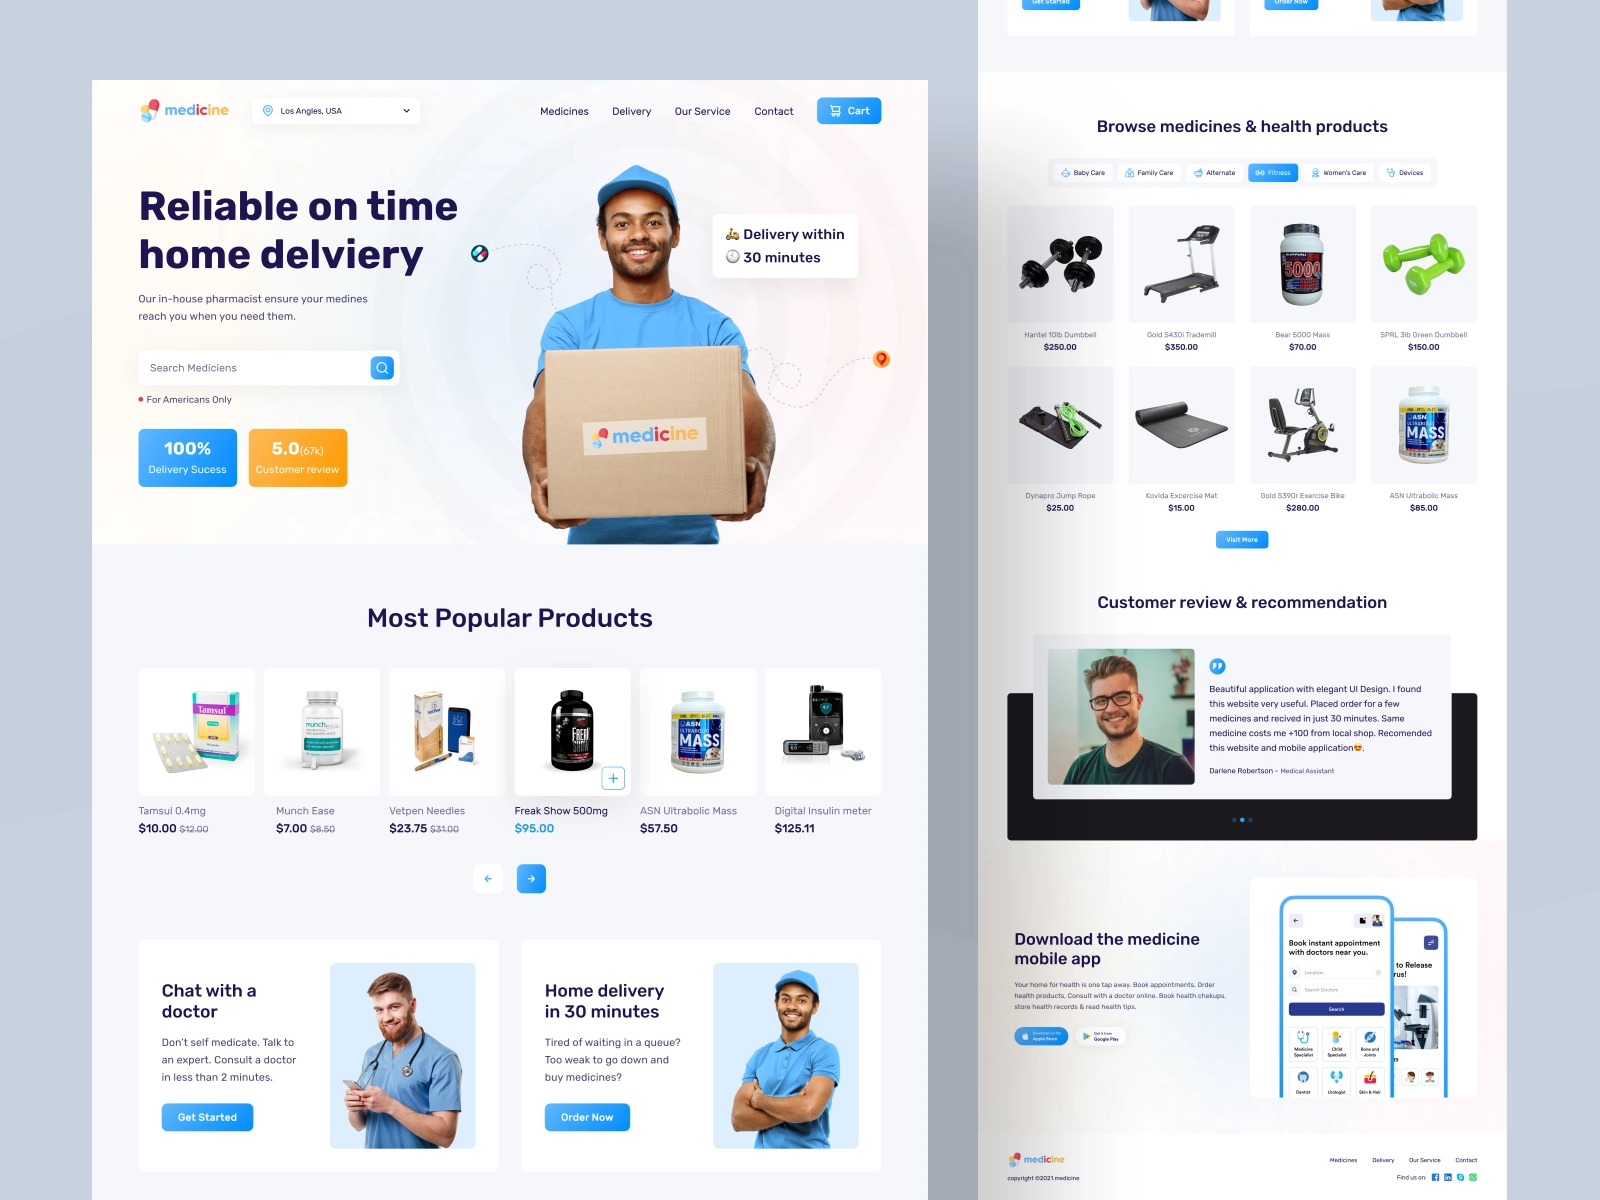 medicine
Los Angles, USA
Medicines
Delivery
Our Service
Contact
Cart
Reliable on time
home delviery
Our in-house pharmacist ensure your medines
reach you when you need them.
Search Mediciens
For Americans Only
100%
Delivery Sucess
5.0(67k)
Customer review
Delivery within
30 minutes
medicine
Most Popular Products
Tamsul
munch
FREAK
SHOW
ASN
ULTRABOLIC
MASS
Tamsul 0.4mg
$10.00 $12.00
Munch Ease
$7.00 $8.50
Vetpen Needles
$23.75 $31.00
Freak Show 500mg
$95.00
ASN Ultrabolic Mass
$57.50
Digital Insulin meter
$125.11
Chat with a
doctor
Don't self medicate. Talk to
an expert. Consult a doctor
in less than 2 minutes.
Get Started
Home delivery
in 30 minutes
Tired of waiting in a queue?
Too weak to go down and
buy medicines?
Order Now
Get Started
Order Now
Browse medicines & health products
Baby Care
Family Care
Alternate
Fitness
Women's Care
Devices
5000
Hantel 10lb Dumbbell
$250.00
Gold S430i Trademill
$350.00
Bear 5000 Mass
$70.00
SPRL 3lb Green Dumbbell
$150.00
ASN
ULTRABOLIC
MASS
Dynapro Jump Rope
$25.00
Kovida Excercise Mat
$15.00
Gold S390r Exercise Bike
$280.00
ASN Ultrabolic Mass
$85.00
Visit More
Customer review & recommendation
Beautiful application with elegant UI Design. I found
this website very useful. Placed order for a few
medicines and recived in just 30 minutes. Same
medicine costs me +100 from local shop. Recomended
this website and mobile application😍.
Darlene Robertson - Medical Assistant
Download the medicine
mobile app
Your home for health is one tap away. Book appointments, Order
health products, Consult with a doctor online. Book health chekups,
store health records & read health tips.
Download on the
Apple Store
Get it from
Google Play
Book instant appointment
with doctors near you.
Location
Search Doctors
Search
Medicine
Specialist
Child
Specialist
Bone and
Joints
Dentist
Urologist
Skin & Hair
to Release
rus!
medicine
copyright ©2021.medicine
Medicines
Delivery
Our Service
Contact
Find us on: